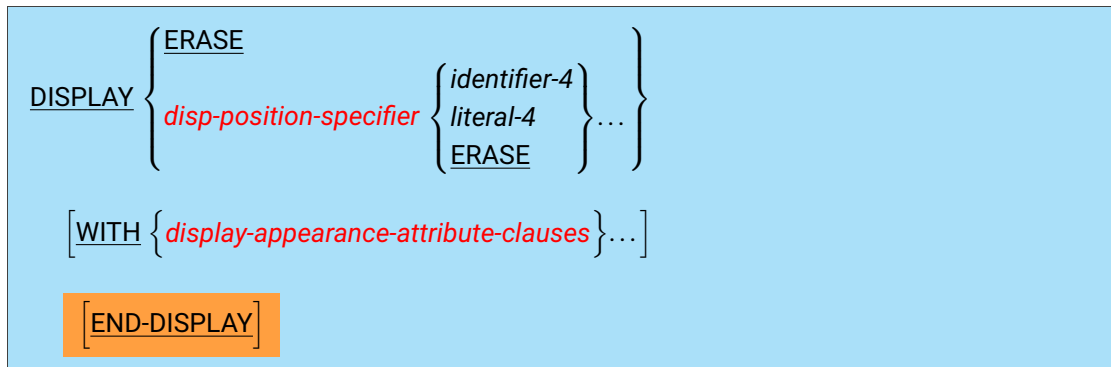 ERASE
identifier-4
DISPLAY disp-position-specifier literal-4 ...
ERASE
[WITH {display-appearance-attribute-clauses}...]
[END-DISPLAY]